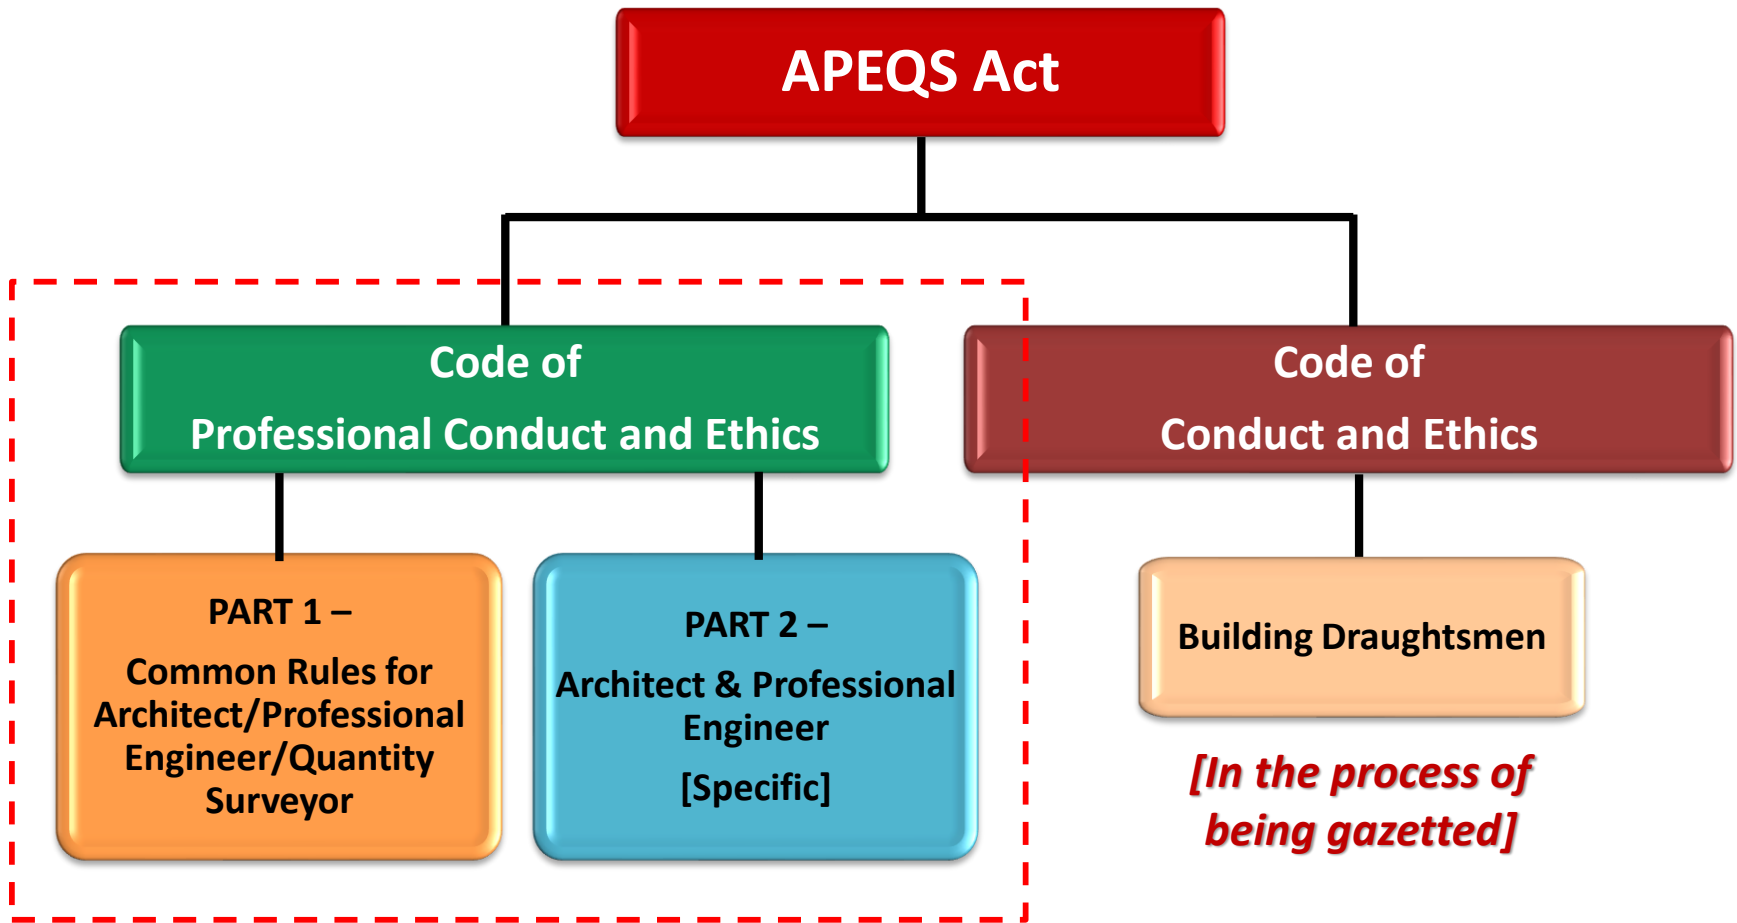 APEQS Act
Code of
Professional Conduct and Ethics
Code of
Conduct and Ethics
PART 1 –
Common Rules for
Architect/Professional
Engineer/Quantity
Surveyor
PART 2 –
Architect & Professional
Engineer
[Specific]
Building Draughtsmen
[In the process of
being gazetted]